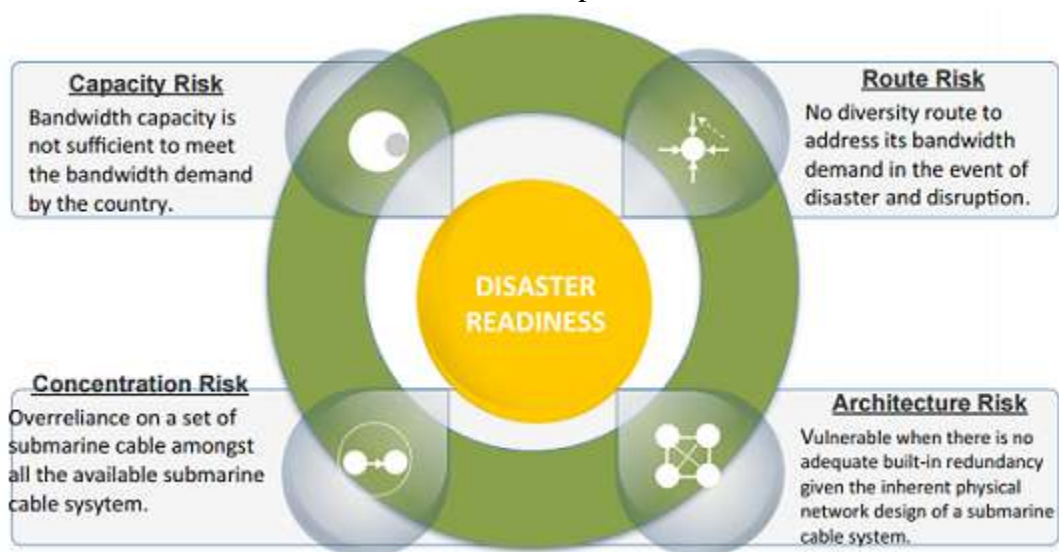 Capacity Risk
Bandwidth capacity is
not sufficient to meet
the bandwidth demand
by the country.
Route Risk
No diversity route to
address its bandwidth
demand in the event of
disaster and disruption.
DISASTER
READINESS
Concentration Risk
Overreliance on a set of
submarine cable amongst
all the available submarine
cable sysytem.
Architecture Risk
Vulnerable when there is no
adequate built-in redundancy
given the inherent physical
network design of a submarine
cable system.